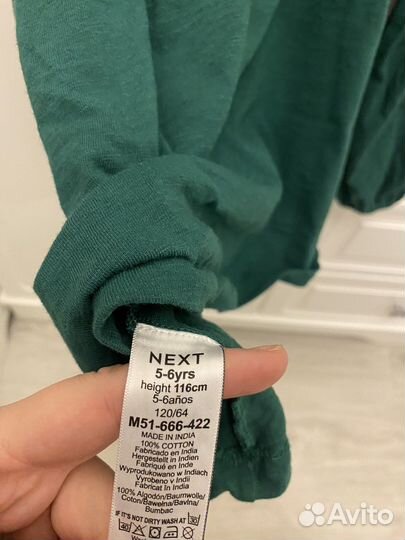 NEXT
5-6yrs
height 116cm
5-6años
120/64
M51-666-422
MADE IN INDIA
100% COTTON
Fabricado en India
Hergestellt in Indien
Fabriqué en Inde
Wyprodukowano w Indiach
Vyrobeno v Indii
Fabricat în India
100% Algodón/Baumwolle/
Coton/Bawełna/Bavlna/
Bumbac
IF IT'S NOT DIRTY WASH AT 30
40
Avito